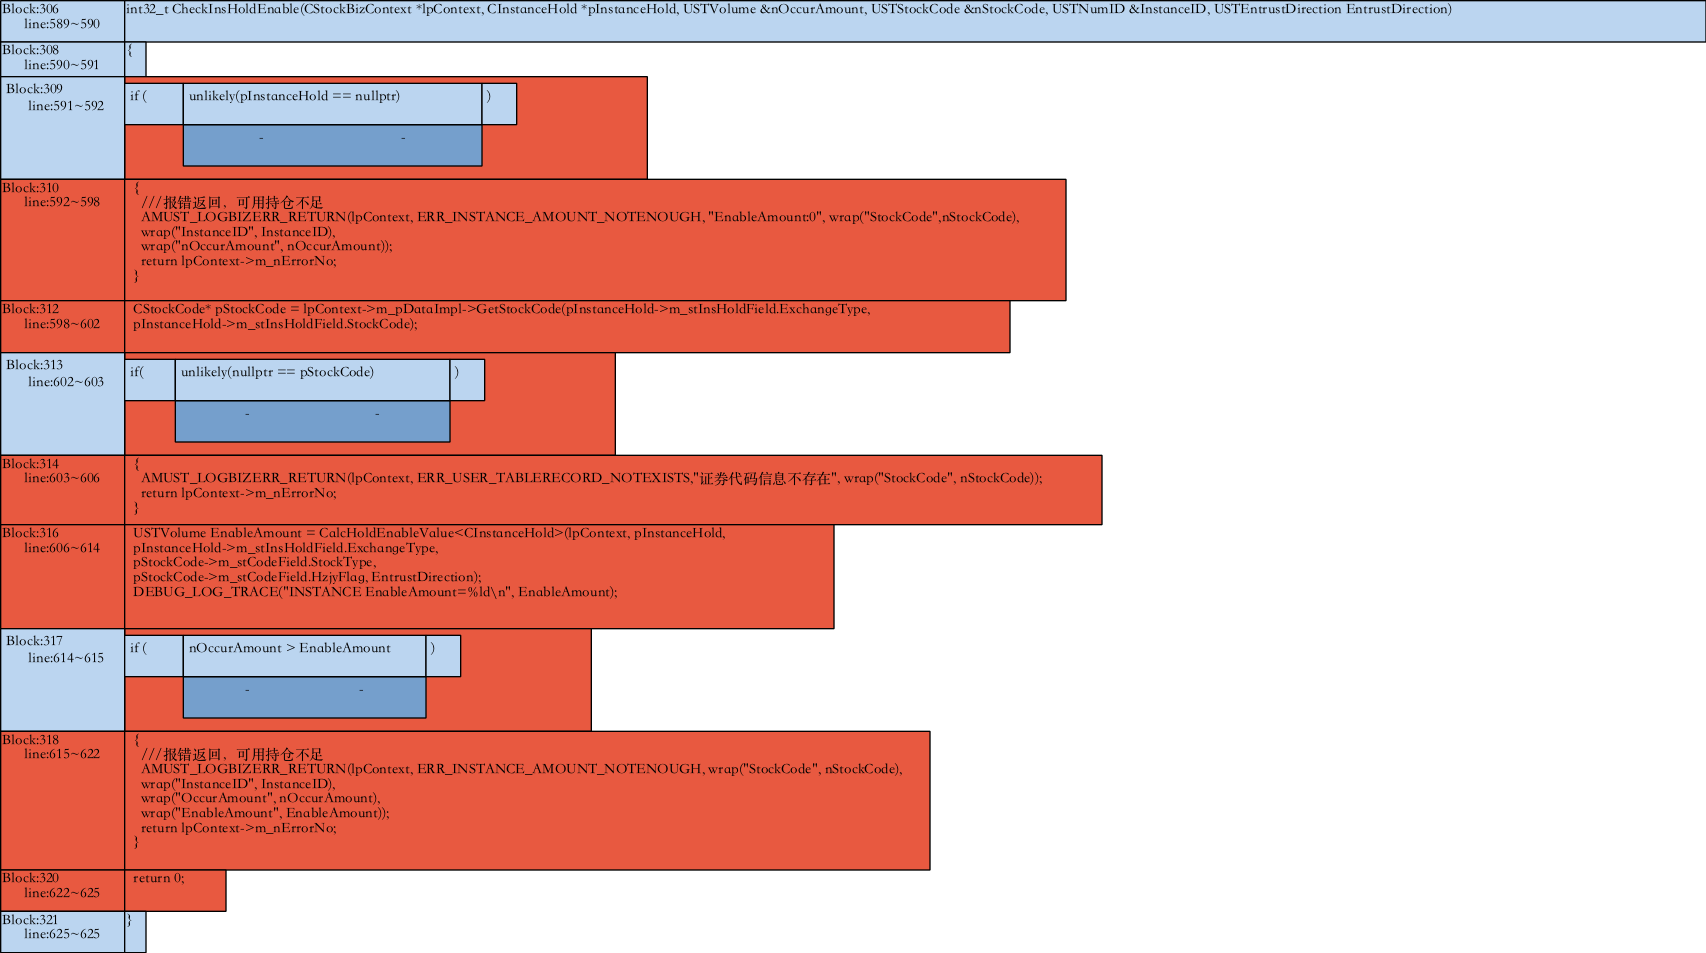 Block:306
line:589~590
int32_t CheckInsHoldEnable(CStockBizContext *lpContext, CInstanceHold *pInstanceHold, USTVolume &nOccurAmount, USTStockCode &nStockCode, USTNumID &InstanceID, USTEntrustDirection EntrustDirection)
Block:308
line:590~591
{
Block:309
line:591~592
if ( unlikely(pInstanceHold == nullptr) )
- -
Block:310
line:592~598
{
///报错返回，可用持仓不足
AMUST_LOGBIZERR_RETURN(lpContext, ERR_INSTANCE_AMOUNT_NOTENOUGH, "EnableAmount:0", wrap("StockCode",nStockCode),
wrap("InstanceID", InstanceID),
wrap("nOccurAmount", nOccurAmount));
return lpContext->m_nErrorNo;
}
Block:312
line:598~602
CStockCode* pStockCode = lpContext->m_pDataImpl->GetStockCode(pInstanceHold->m_stInsHoldField.ExchangeType,
pInstanceHold->m_stInsHoldField.StockCode);
Block:313
line:602~603
if( unlikely(nullptr == pStockCode) )
- -
Block:314
line:603~606
{
AMUST_LOGBIZERR_RETURN(lpContext, ERR_USER_TABLERECORD_NOTEXISTS,"证券代码信息不存在", wrap("StockCode", nStockCode));
return lpContext->m_nErrorNo;
}
Block:316
line:606~614
USTVolume EnableAmount = CalcHoldEnableValue<CInstanceHold>(lpContext, pInstanceHold,
pInstanceHold->m_stInsHoldField.ExchangeType,
pStockCode->m_stCodeField.StockType,
pStockCode->m_stCodeField.HzjyFlag, EntrustDirection);
DEBUG_LOG_TRACE("INSTANCE EnableAmount=%ld\n", EnableAmount);
Block:317
line:614~615
if ( nOccurAmount > EnableAmount )
- -
Block:318
line:615~622
{
///报错返回，可用持仓不足
AMUST_LOGBIZERR_RETURN(lpContext, ERR_INSTANCE_AMOUNT_NOTENOUGH, wrap("StockCode", nStockCode),
wrap("InstanceID", InstanceID),
wrap("OccurAmount", nOccurAmount),
wrap("EnableAmount", EnableAmount));
return lpContext->m_nErrorNo;
}
Block:320
line:622~625
return 0;
Block:321
line:625~625
}